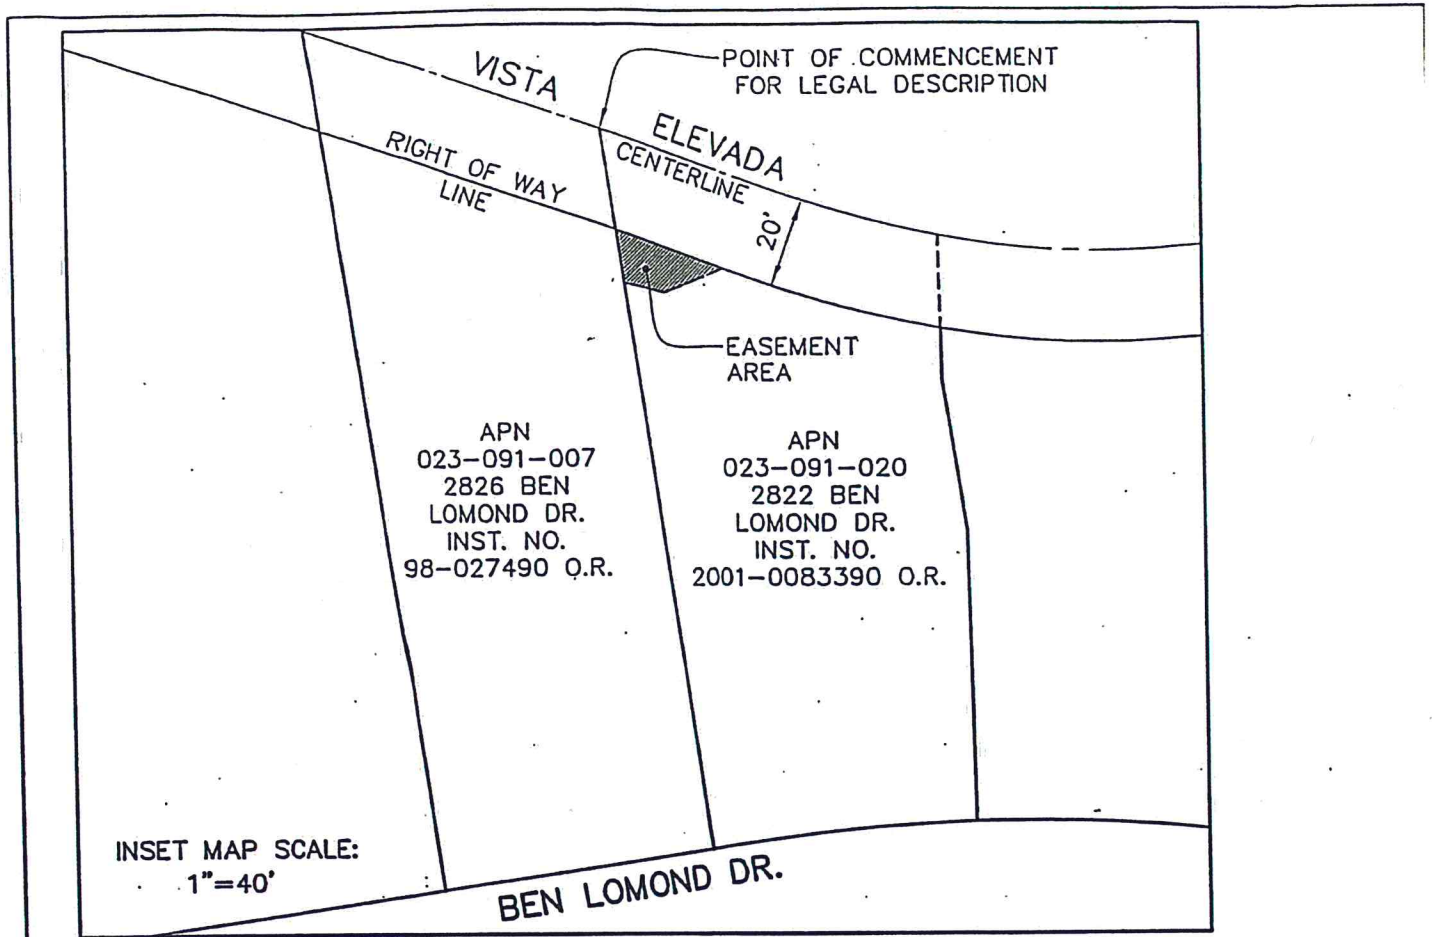 POINT OF COMMENCEMENT
FOR LEGAL DESCRIPTION
VISTA
ELEVADA
CENTERLINE
RIGHT OF WAY
LINE
20'
EASEMENT
AREA
APN
023-091-007
2826 BEN
LOMOND DR.
INST. NO.
98-027490 O.R.
APN
023-091-020
2822 BEN
LOMOND DR.
INST. NO.
2001-0083390 O.R.
INSET MAP SCALE:
1"=40'
BEN LOMOND DR.